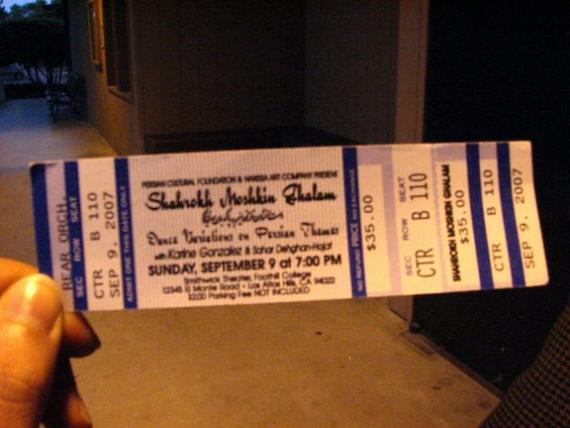 REAR ORCH.
SEC ROW SEAT
CTR B 110
SEP 9, 2007
ADMIT ONE THIS DATE ONLY
PERSIAN CULTURAL FOUNDATION & NAKISSA ART COMPANY PRESENT
Shahrokh Moshkin Ghalam
Dance Variations on Persian Themes
with Karine Gonzalez & Sahar Dehghan-Hojat
SUNDAY, SEPTEMBER 9 at 7:00 PM
Smithwick Theater, Foothill College
12345 El Monte Road • Los Altos Hills, CA 94022
$2.00 Parking Fee NOT INCLUDED
NO REFUND PRICE NO EXCHANGE
$35.00
SEC ROW SEAT
CTR B 110
SHAHROKH MOSHKIN GHALAM
$35.00
CTR B 110
SEP 9, 2007